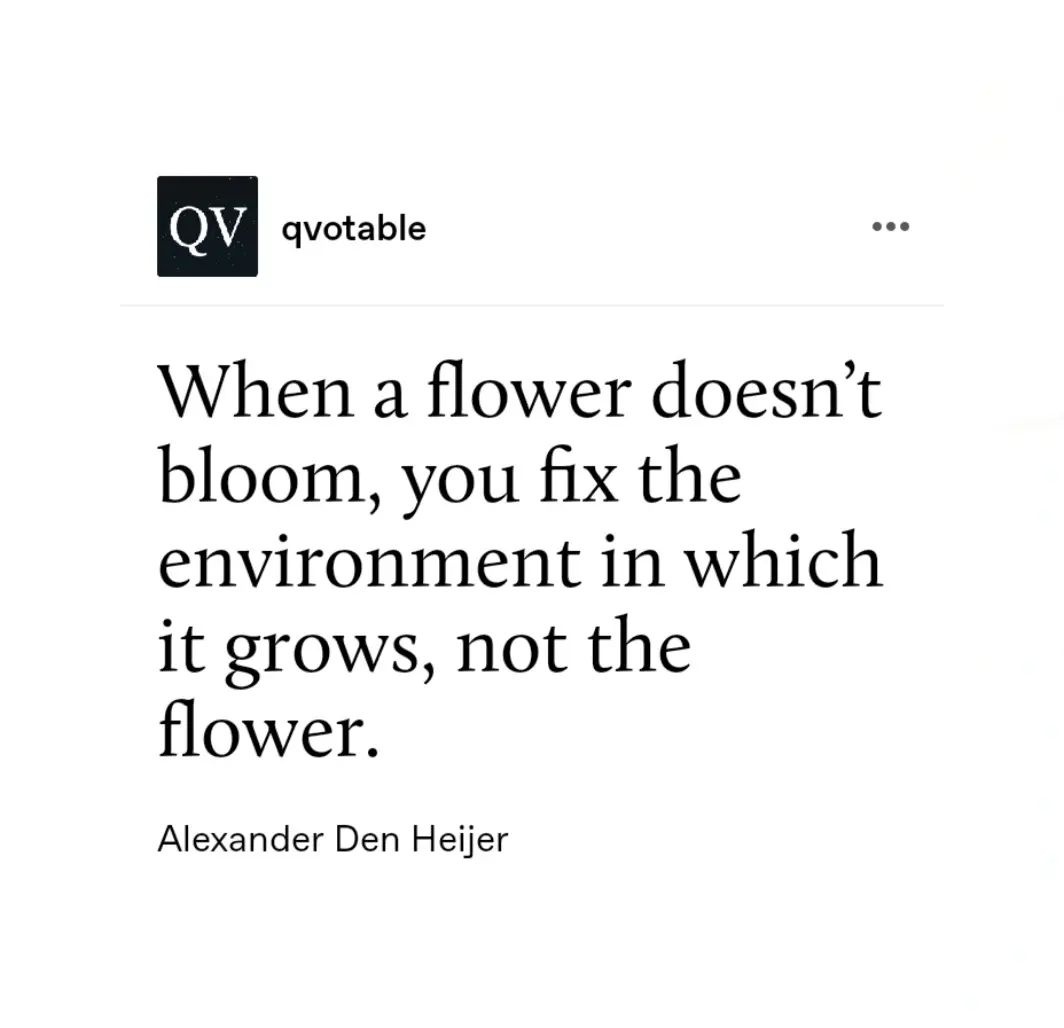 QV
qvotable
When a flower doesn’t
bloom, you fix the
environment in which
it grows, not the
flower.
Alexander Den Heijer